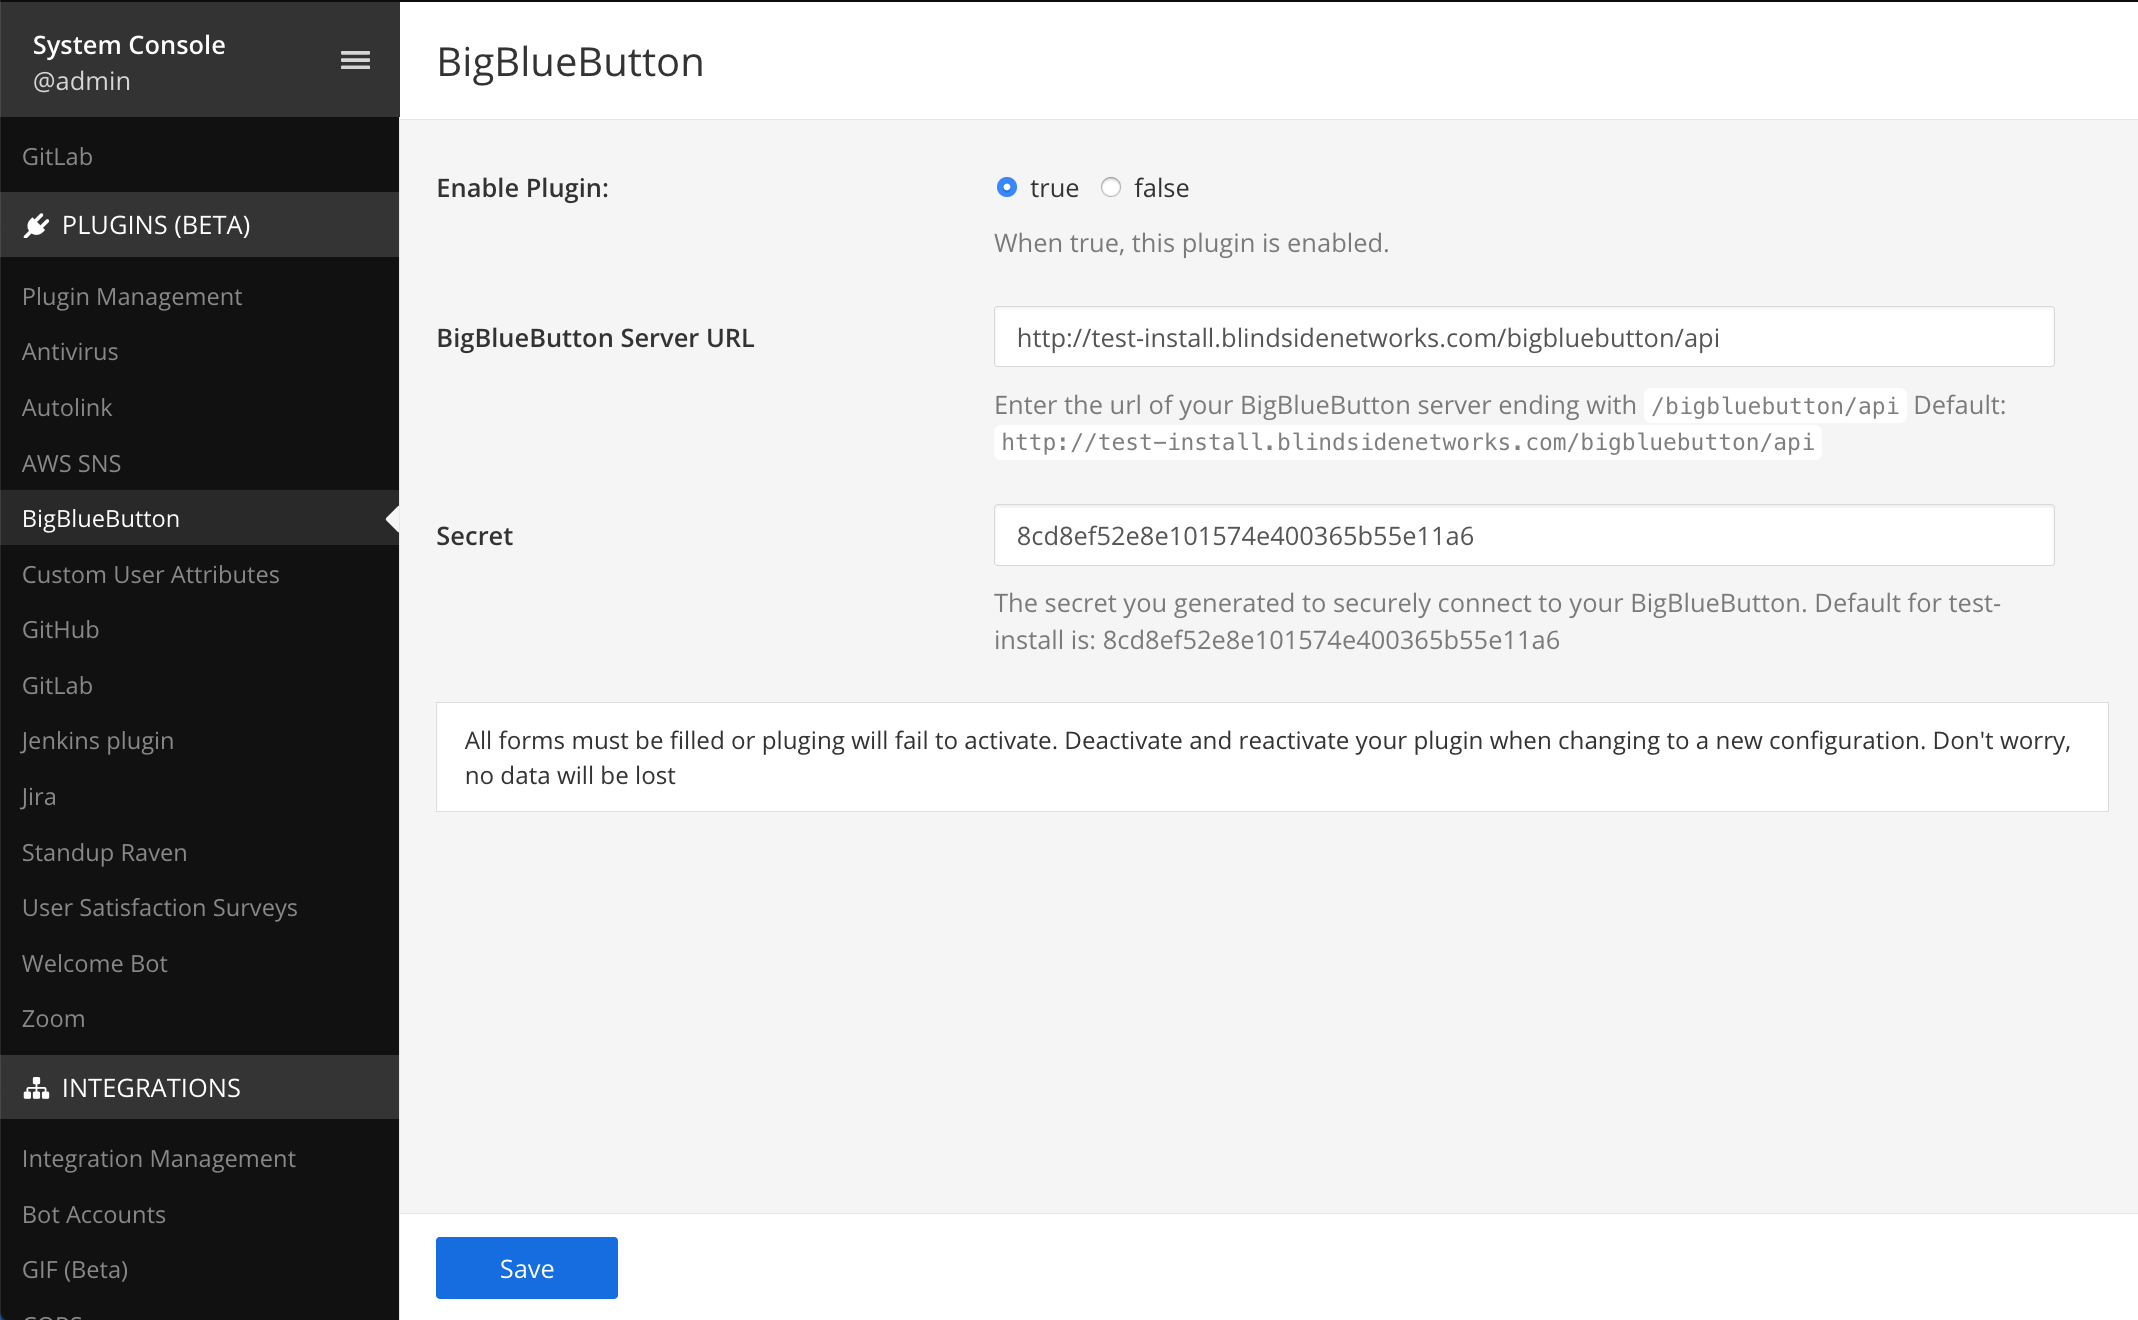 System Console
@admin
GitLab
PLUGINS (BETA)
Plugin Management
Antivirus
Autolink
AWS SNS
BigBlueButton
Custom User Attributes
GitHub
GitLab
Jenkins plugin
Jira
Standup Raven
User Satisfaction Surveys
Welcome Bot
Zoom
INTEGRATIONS
Integration Management
Bot Accounts
GIF (Beta)
CORS
BigBlueButton
Enable Plugin:
true false
When true, this plugin is enabled.
BigBlueButton Server URL
http://test-install.blindsidenetworks.com/bigbluebutton/api
Enter the url of your BigBlueButton server ending with /bigbluebutton/api Default:
http://test-install.blindsidenetworks.com/bigbluebutton/api
Secret
8cd8ef52e8e101574e400365b55e11a6
The secret you generated to securely connect to your BigBlueButton. Default for test-
install is: 8cd8ef52e8e101574e400365b55e11a6
All forms must be filled or pluging will fail to activate. Deactivate and reactivate your plugin when changing to a new configuration. Don't worry,
no data will be lost
Save